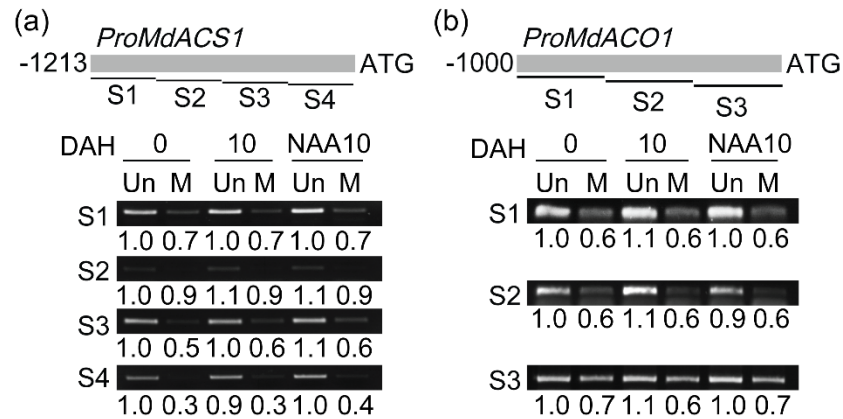 (a)
ProMdACS1
-1213 ATG
S1 S2 S3 S4
DAH 0 10 NAA10
Un M Un M Un M
S1
1.0 0.7 1.0 0.7 1.0 0.7
S2
1.0 0.9 1.1 0.9 1.1 0.9
S3
1.0 0.5 1.0 0.6 1.1 0.6
S4
1.0 0.3 0.9 0.3 1.0 0.4
(b)
ProMdACO1
-1000 ATG
S1 S2 S3
DAH 0 10 NAA10
Un M Un M Un M
S1
1.0 0.6 1.1 0.6 1.0 0.6
S2
1.0 0.6 1.1 0.6 0.9 0.6
S3
1.0 0.7 1.1 0.6 1.0 0.7